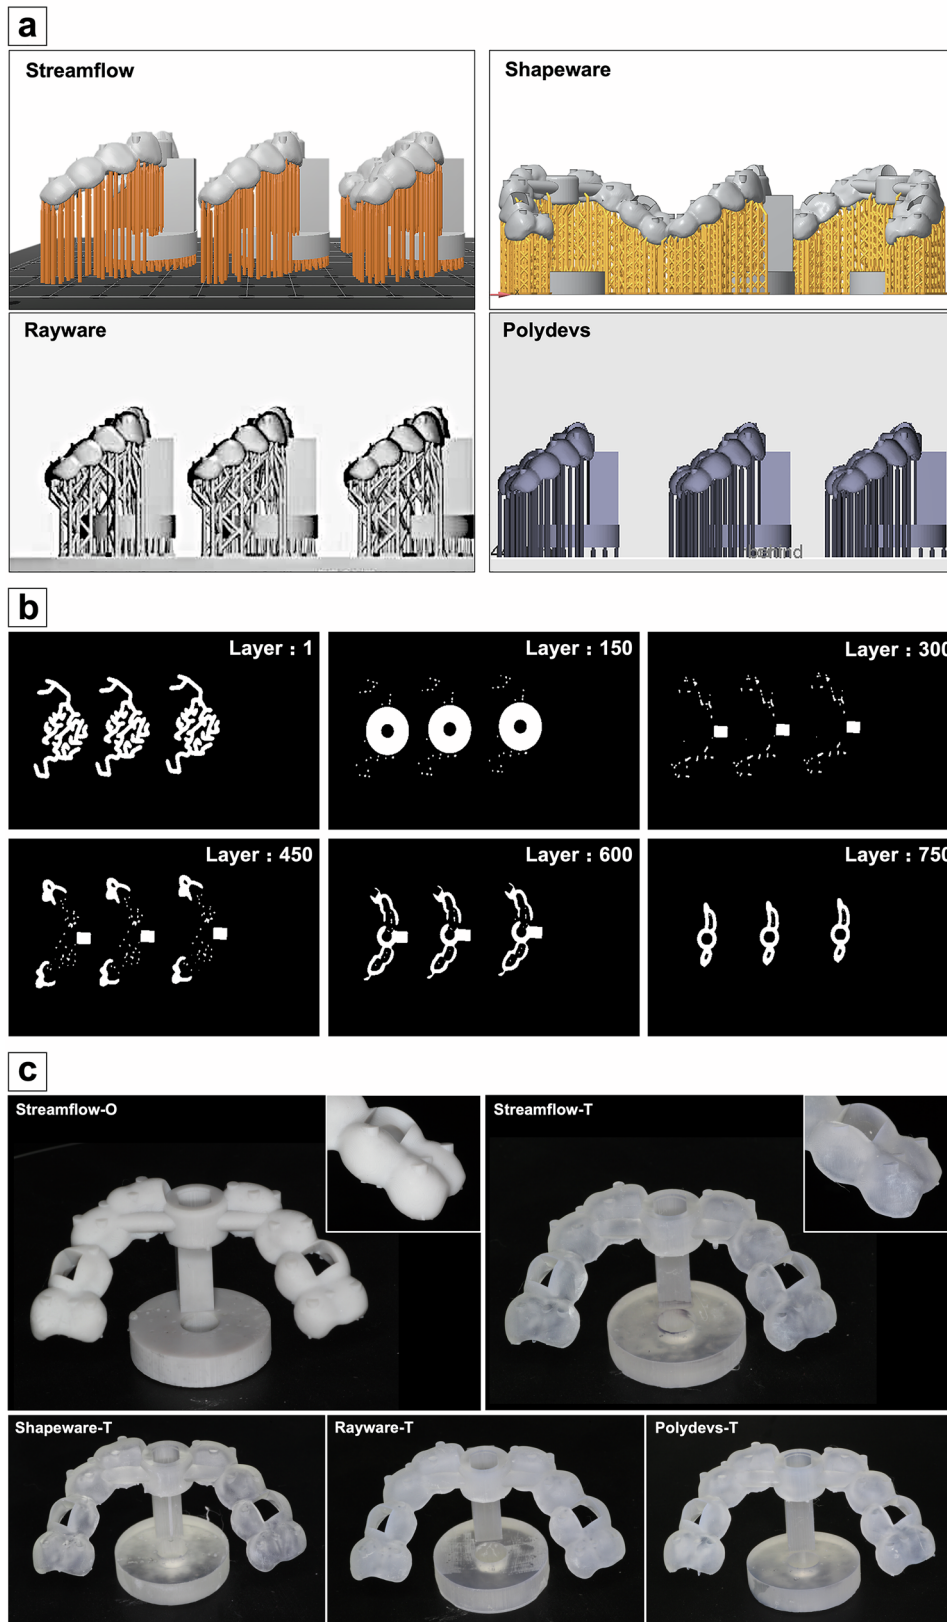 a
Streamflow
Shapeware
Rayware
Polydevs
behind
b
Layer : 1
Layer : 150
Layer : 300
Layer : 450
Layer : 600
Layer : 750
c
Streamflow-O
Streamflow-T
Shapeware-T
Rayware-T
Polydevs-T